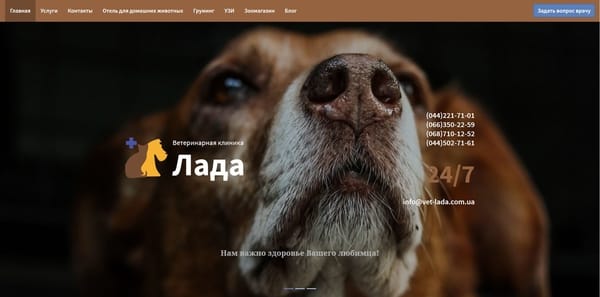 Главная Услуги Контакты Отель для домашних животных Груминг УЗИ Зоомагазин Блог Задать вопрос врачу
(044)221-71-01
(066)350-22-59
(068)710-12-52
(044)502-71-61
Ветеринарная клиника
Лада
24/7
info@vet-lada.com.ua
Нам важно здоровье Вашего любимца!